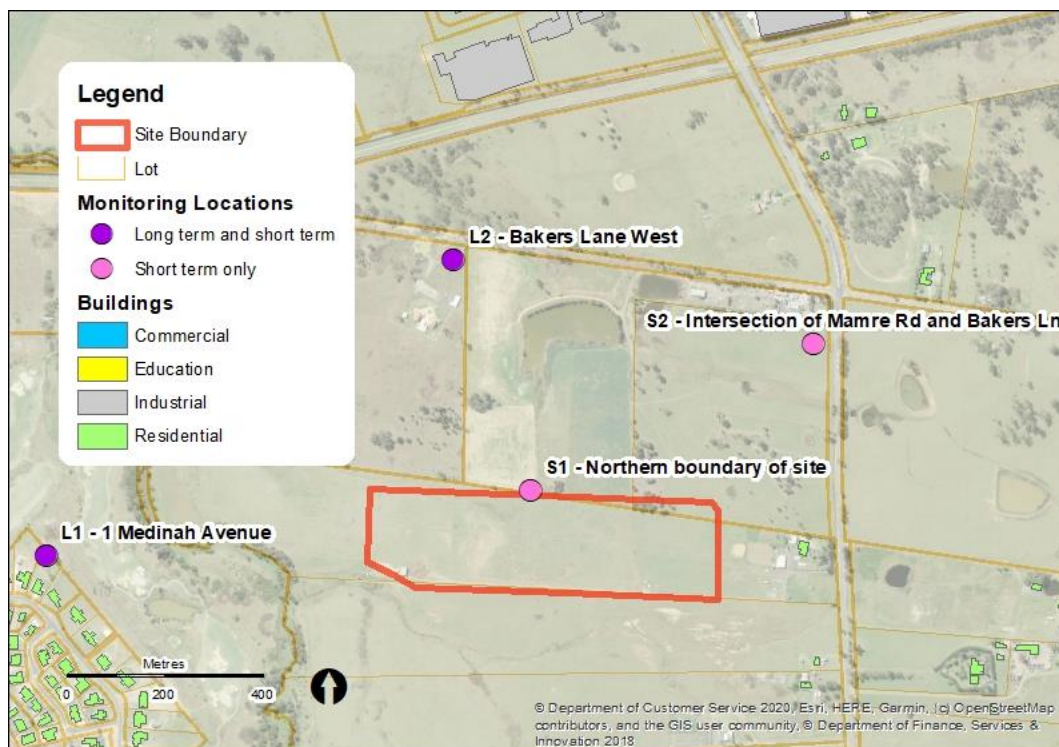 Legend
Site Boundary
Lot
Monitoring Locations
Long term and short term
Short term only
Buildings
Commercial
Education
Industrial
Residential
L2 - Bakers Lane West
S2 - Intersection of Mamre Rd and Bakers Ln
S1 - Northern boundary of site
L1 - 1 Medinah Avenue
Metres
0 200 400
© Department of Customer Service 2020, Esri, HERE, Garmin, (c) OpenStreetMap
contributors, and the GIS user community, © Department of Finance, Services &
Innovation 2018